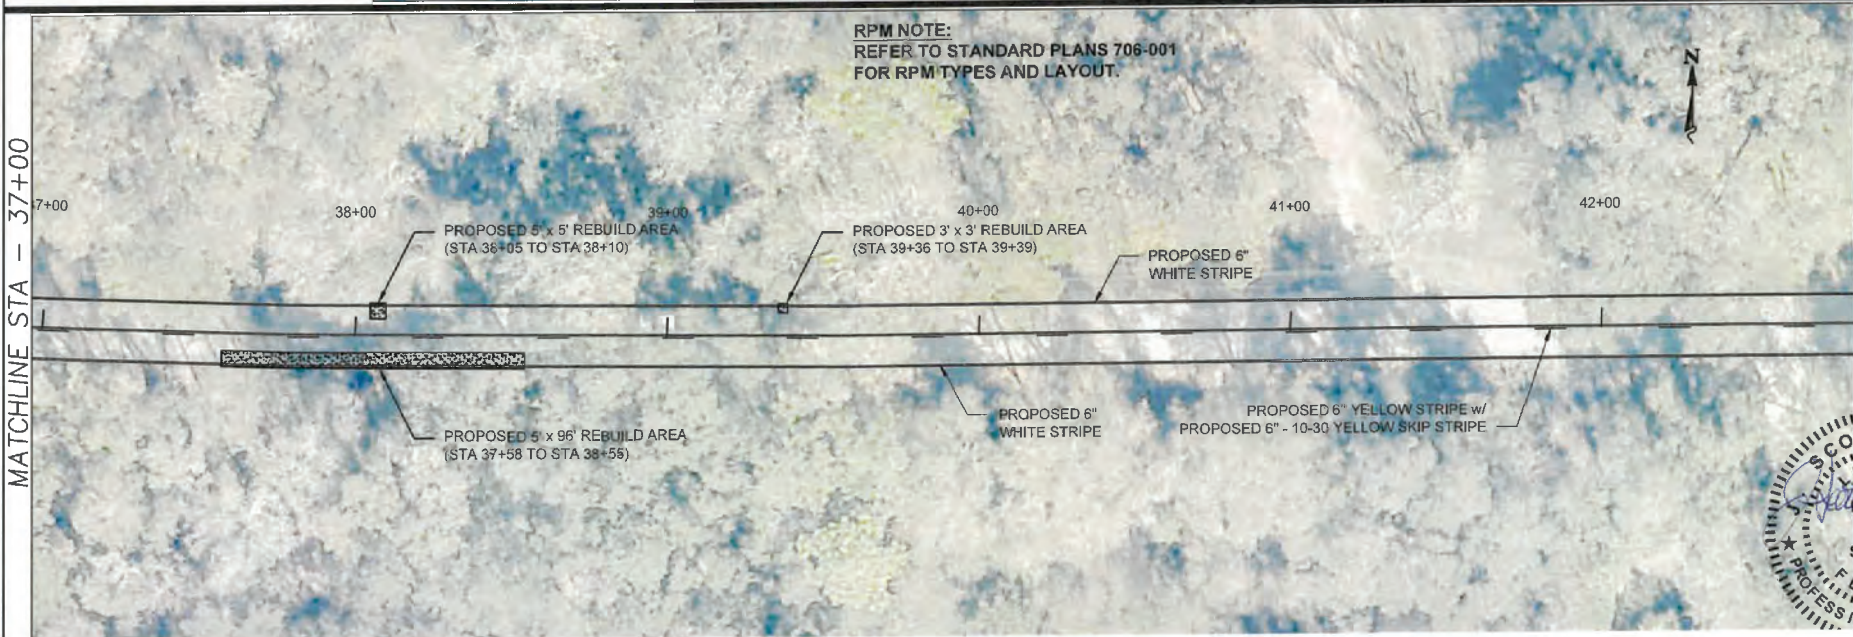 RPM NOTE:
REFER TO STANDARD PLANS 706-001
FOR RPM TYPES AND LAYOUT.
N
MATCHLINE STA - 37+00
37+00
38+00
39+00
40+00
41+00
42+00
PROPOSED 5' x 5' REBUILD AREA
(STA 38+05 TO STA 38+10)
PROPOSED 3' x 3' REBUILD AREA
(STA 39+36 TO STA 39+39)
PROPOSED 6"
WHITE STRIPE
PROPOSED 5' x 96' REBUILD AREA
(STA 37+58 TO STA 38+55)
PROPOSED 6"
WHITE STRIPE
PROPOSED 6" YELLOW STRIPE w/
PROPOSED 6" - 10-30 YELLOW SKIP STRIPE